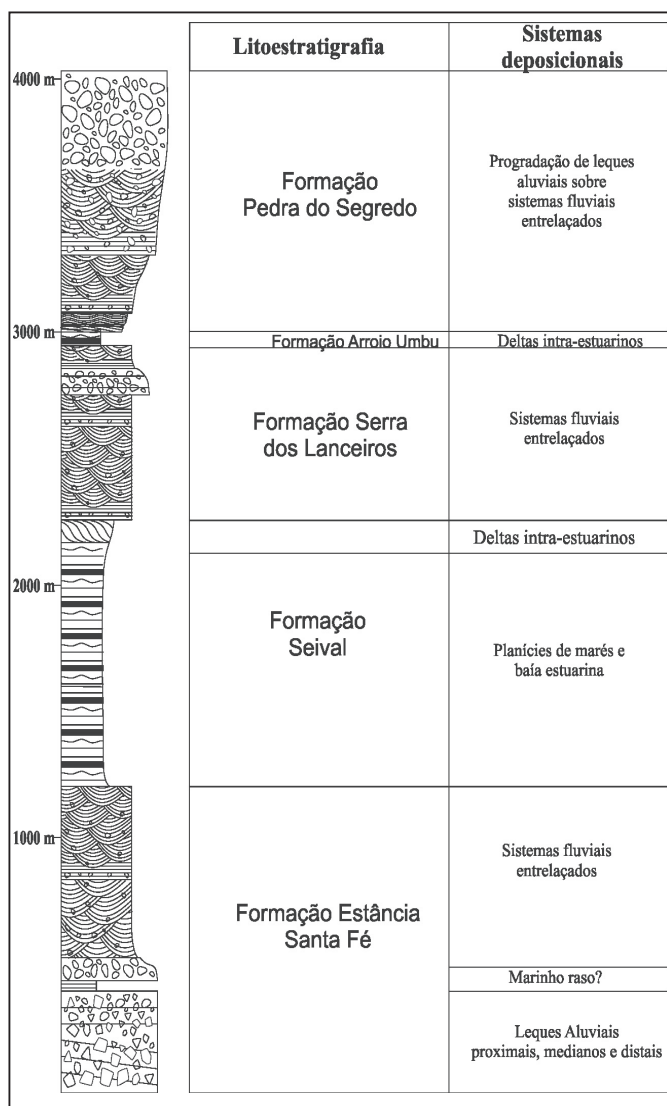 Litoestratigrafia
Sistemas
deposicionais
4000 m
Formação
Pedra do Segredo
Progradação de leques
aluviais sobre
sistemas fluviais
entrelaçados
3000 m
Formação Arroio Umbu
Deltas intra-estuarinos
Formação Serra
dos Lanceiros
Sistemas fluviais
entrelaçados
Deltas intra-estuarinos
2000 m
Formação
Seival
Planícies de marés e
baía estuarina
1000 m
Sistemas fluviais
entrelaçados
Formação Estância
Santa Fé
Marinho raso?
Leques Aluviais
proximais, medianos e distais